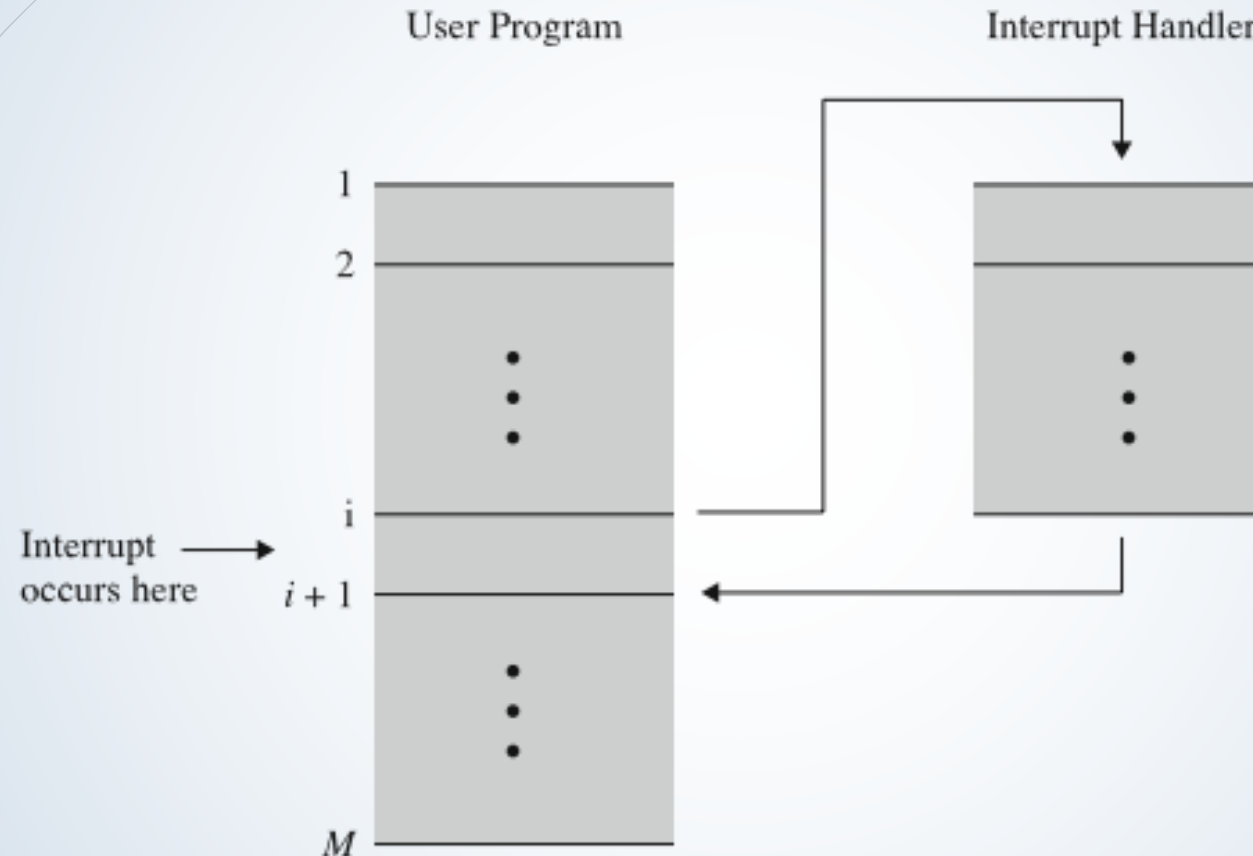 User Program
Interrupt Handler
1
2
i
Interrupt
occurs here
i + 1
M